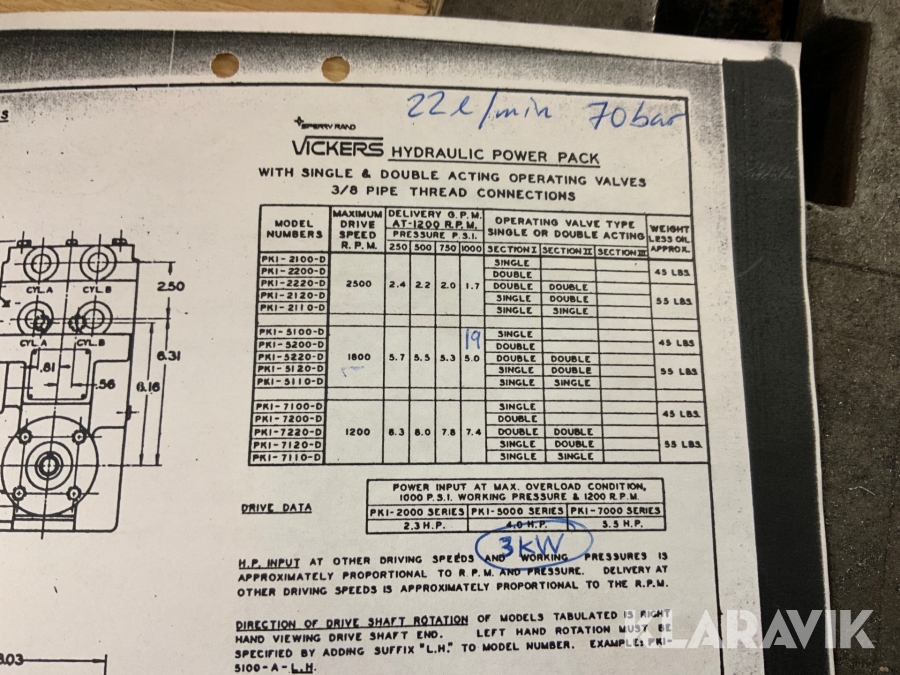 22l/min 70bar
SPERRY RAND
VICKERS HYDRAULIC POWER PACK
WITH SINGLE & DOUBLE ACTING OPERATING VALVES
3/8 PIPE THREAD CONNECTIONS
MODEL NUMBERS | MAXIMUM DRIVE SPEED R.P.M. | DELIVERY G.P.M. AT-1200 R.P.M. | OPERATING VALVE TYPE SINGLE OR DOUBLE ACTING | WEIGHT LESS OIL APPROX.
PRESSURE P.S.I.
250 | 500 | 750 | 1000 | SECTION I | SECTION II | SECTION III
PKI-2100-D | SINGLE
PKI-2200-D | DOUBLE | 45 LBS.
PKI-2220-D | 2500 | 2.4 | 2.2 | 2.0 | 1.7 | DOUBLE | DOUBLE
PKI-2120-D | SINGLE | DOUBLE | 55 LBS.
PKI-2110-D | SINGLE | SINGLE
PKI-5100-D | 19 | SINGLE
PKI-5200-D | DOUBLE | 45 LBS.
PKI-5220-D | 1800 | 5.7 | 5.5 | 5.3 | 5.0 | DOUBLE | DOUBLE
PKI-5120-D | SINGLE | DOUBLE | 55 LBS.
PKI-5110-D | SINGLE | SINGLE
PKI-7100-D | SINGLE
PKI-7200-D | DOUBLE | 45 LBS.
PKI-7220-D | 1200 | 8.3 | 8.0 | 7.8 | 7.4 | DOUBLE | DOUBLE
PKI-7120-D | SINGLE | DOUBLE | 55 LBS.
PKI-7110-D | SINGLE | SINGLE
CYL.A CYL.B
2.50
CYL.A CYL.B
6.31
.81
6.16
.56
DRIVE DATA
POWER INPUT AT MAX. OVERLOAD CONDITION,
1000 P.S.I. WORKING PRESSURE & 1200 R.P.M.
PKI-2000 SERIES | PKI-5000 SERIES | PKI-7000 SERIES
2.3 H.P. | 4.0 H.P. | 5.5 H.P.
3KW
H.P. INPUT AT OTHER DRIVING SPEEDS AND WORKING PRESSURES IS
APPROXIMATELY PROPORTIONAL TO R.P.M. AND PRESSURE. DELIVERY AT
OTHER DRIVING SPEEDS IS APPROXIMATELY PROPORTIONAL TO THE R.P.M.
DIRECTION OF DRIVE SHAFT ROTATION OF MODELS TABULATED IS RIGHT
HAND VIEWING DRIVE SHAFT END. LEFT HAND ROTATION MUST BE
SPECIFIED BY ADDING SUFFIX "L.H." TO MODEL NUMBER. EXAMPLE: PKI-
5100-A-L.H.
8.03
KLARAVIK